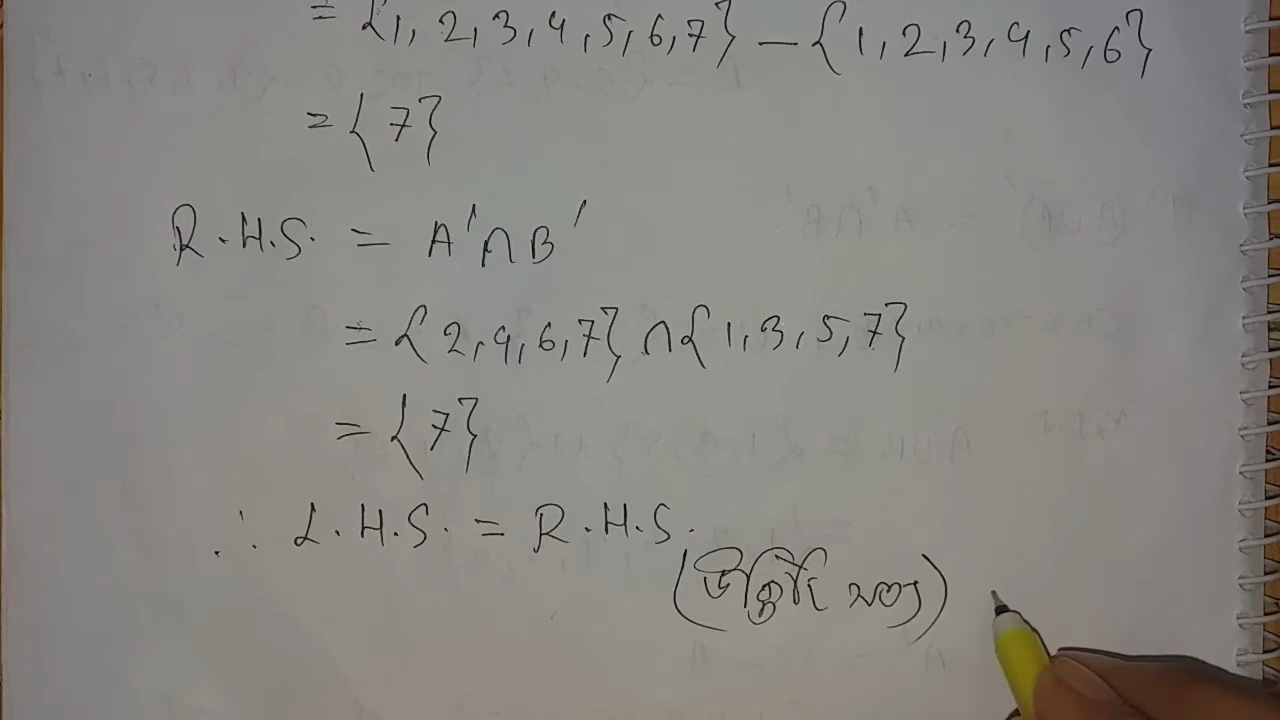 = {1, 2, 3, 4, 5, 6, 7} – {1, 2, 3, 4, 5, 6}
= {7}
R.H.S. = A′∩B′
= {2, 4, 6, 7} ∩ {1, 3, 5, 7}
= {7}
∴ L.H.S. = R.H.S.
(উক্তিটি সত্য)